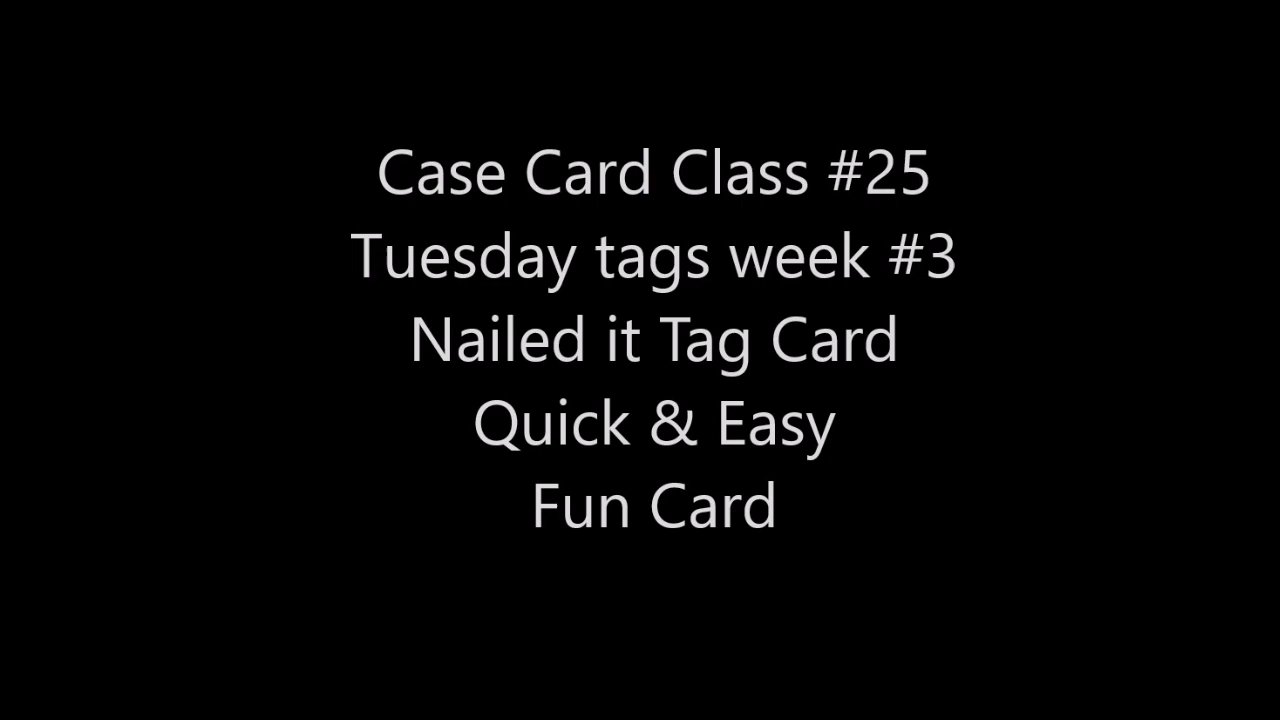 Case Card Class #25
Tuesday tags week #3
Nailed it Tag Card
Quick & Easy
Fun Card